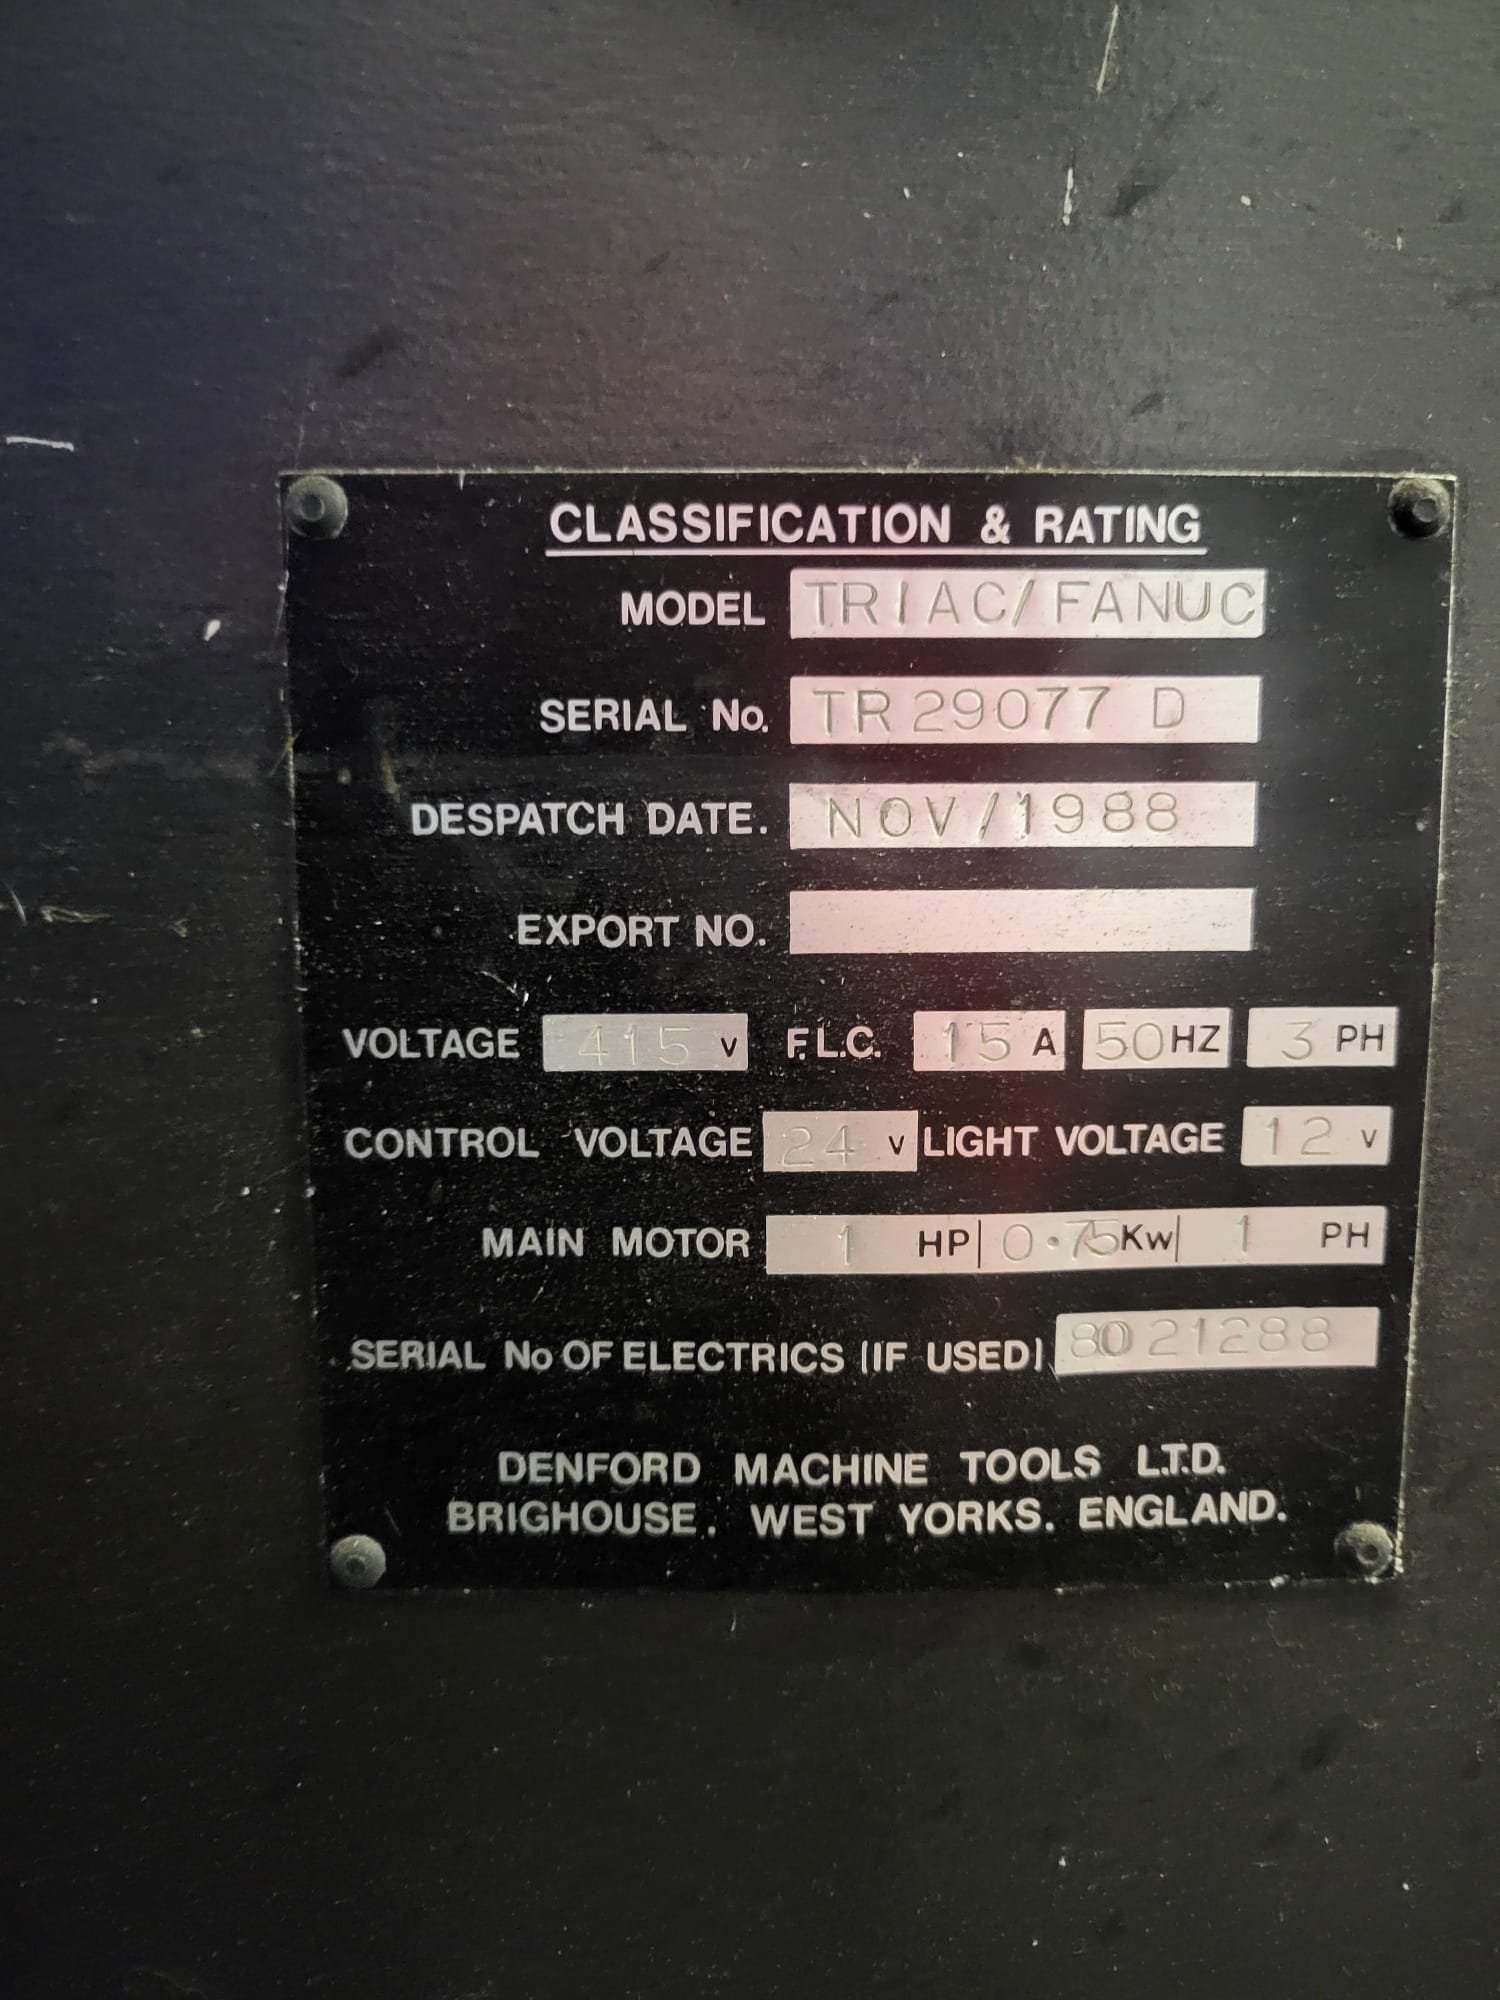 CLASSIFICATION & RATING
MODEL TRIAC/FANUC
SERIAL No. TR 29077 D
DESPATCH DATE. NOV/1988
EXPORT NO.
VOLTAGE 415 V F.L.C. 15 A 50 HZ 3 PH
CONTROL VOLTAGE 24 V LIGHT VOLTAGE 12 V
MAIN MOTOR 1 HP| 0.75 Kw| 1 PH
SERIAL No OF ELECTRICS (IF USED) 8021288
DENFORD MACHINE TOOLS L.T.D.
BRIGHOUSE. WEST YORKS. ENGLAND.